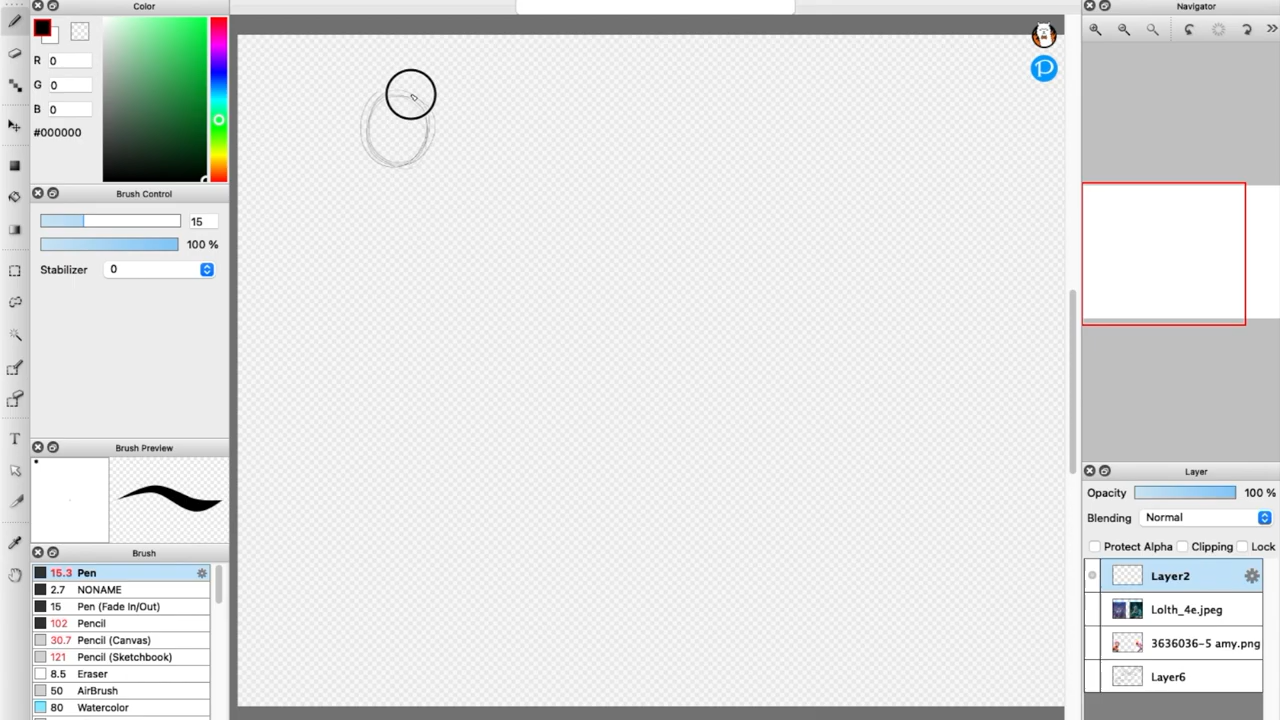 Color
R 0
G 0
B 0
#000000
Brush Control
15
100 %
Stabilizer 0
Brush Preview
Brush
15.3 Pen
2.7 NONAME
15 Pen (Fade In/Out)
102 Pencil
30.7 Pencil (Canvas)
121 Pencil (Sketchbook)
8.5 Eraser
50 AirBrush
80 Watercolor
T
P
Navigator
Layer
Opacity 100 %
Blending Normal
Protect Alpha Clipping Lock
Layer2
Lolth_4e.jpeg
3636036-5 amy.png
Layer6